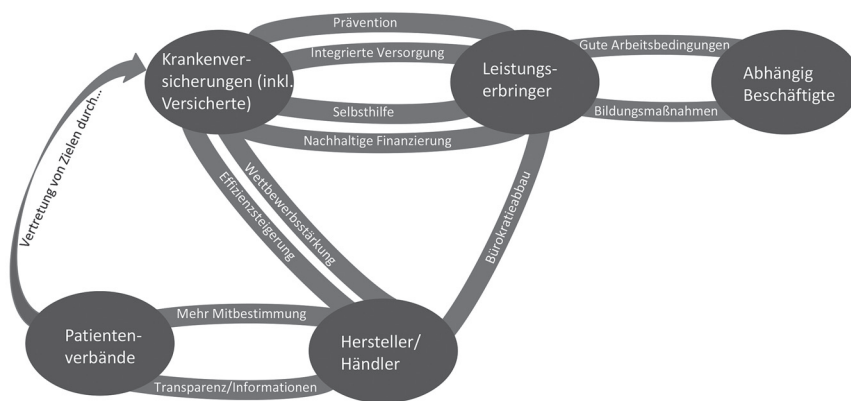 Prävention
Krankenver-
sicherungen (inkl.
Versicherte)
Integrierte Versorgung
Leistungs-
erbringer
Gute Arbeitsbedingungen
Abhängig
Beschäftigte
Selbsthilfe
Bildungsmaßnahmen
Nachhaltige Finanzierung
Vertretung von Zielen durch...
Wettbewerbsstärkung
Effizienzsteigerung
Bürokratieabbau
Mehr Mitbestimmung
Patienten-
verbände
Hersteller/
Händler
Transparenz/Informationen